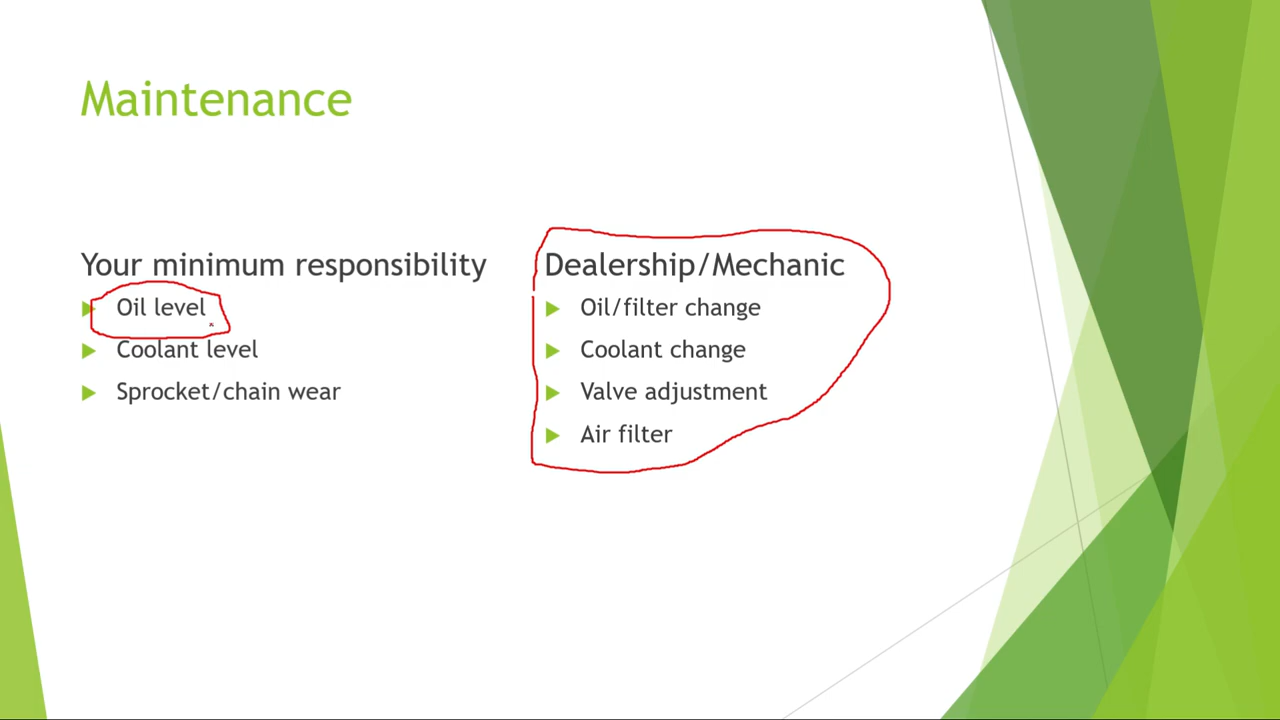 Maintenance
Your minimum responsibility
Oil level
Coolant level
Sprocket/chain wear
Dealership/Mechanic
Oil/filter change
Coolant change
Valve adjustment
Air filter